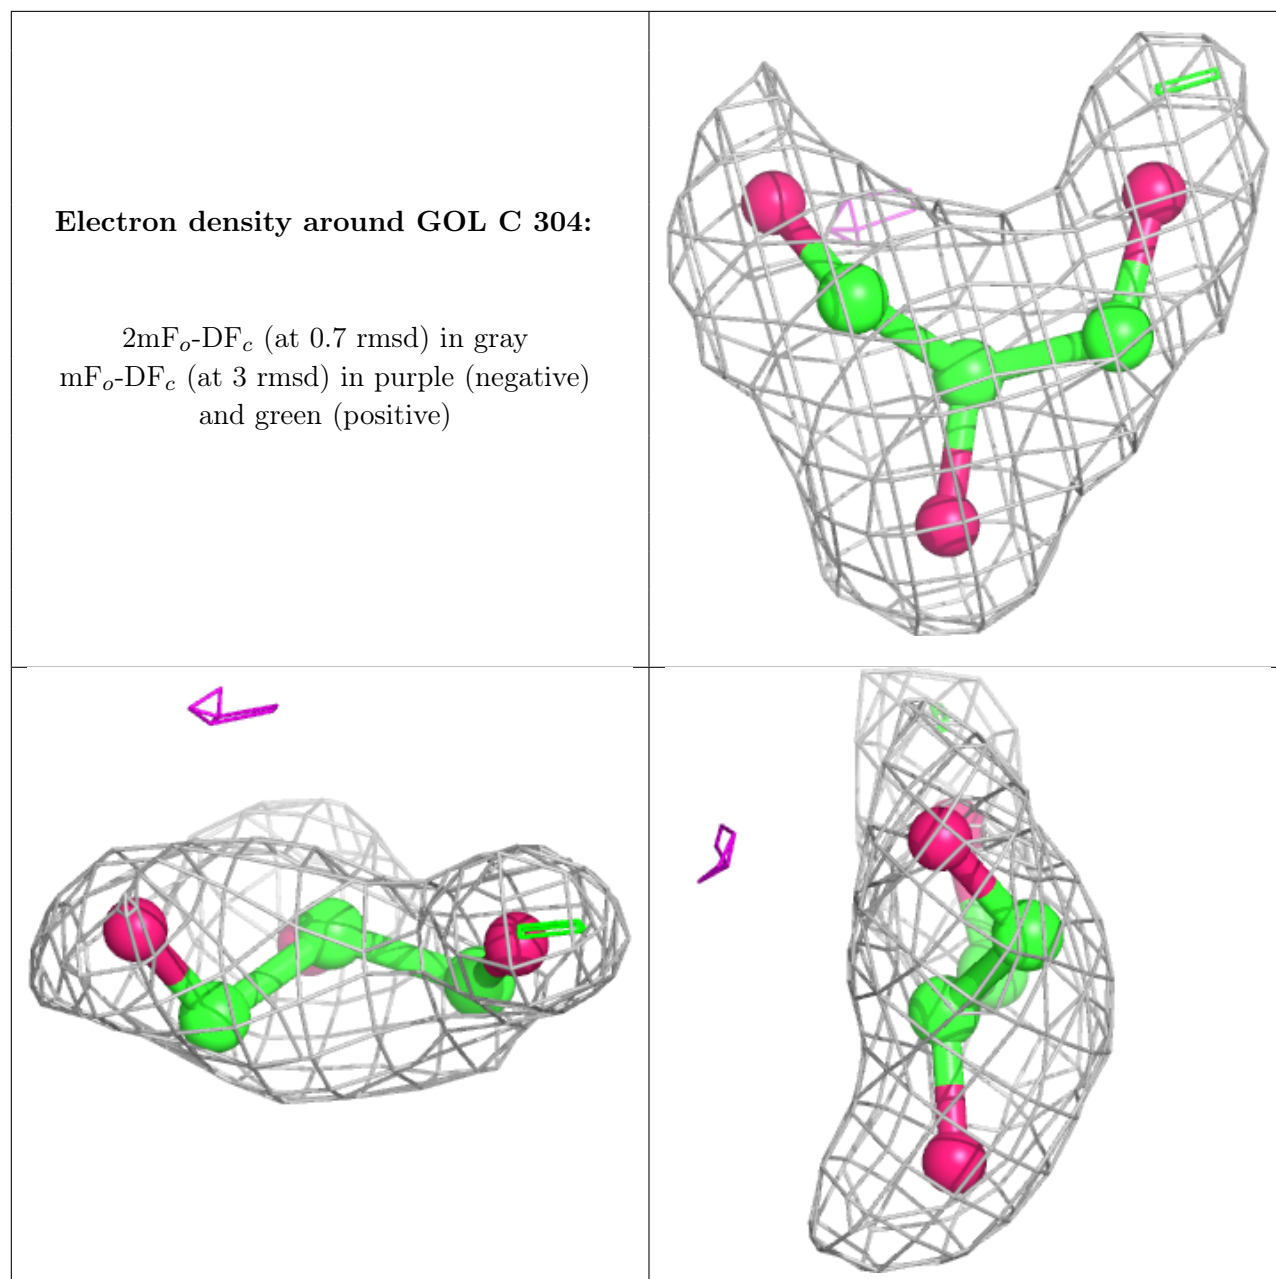 Electron density around GOL C 304:
2mFo-DFc (at 0.7 rmsd) in gray
mFo-DFc (at 3 rmsd) in purple (negative)
and green (positive)